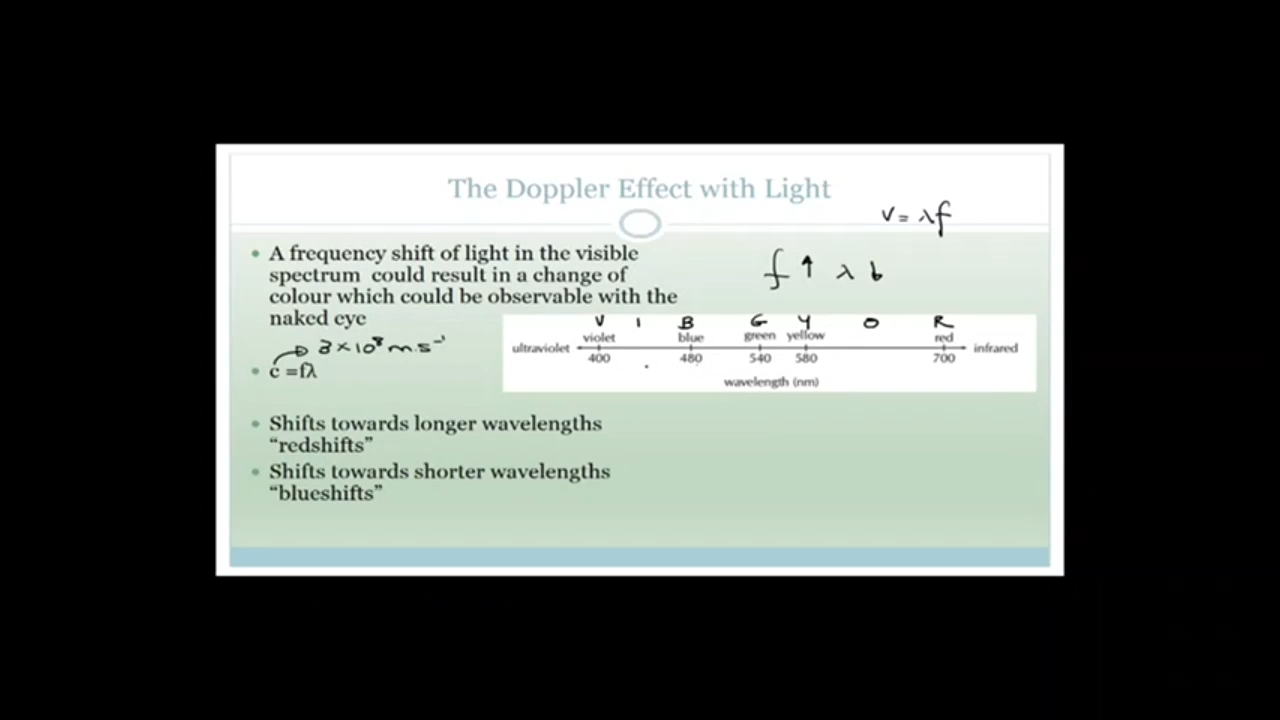 The Doppler Effect with Light
v = λf
• A frequency shift of light in the visible
spectrum could result in a change of
colour which could be observable with the
naked eye
f ↑ λ ↓
V I B G Y O R
violet blue green yellow red
ultraviolet infrared
400 480 540 580 700
wavelength (nm)
3×10⁸ m s⁻¹
• c =fλ
• Shifts towards longer wavelengths
“redshifts”
• Shifts towards shorter wavelengths
“blueshifts”